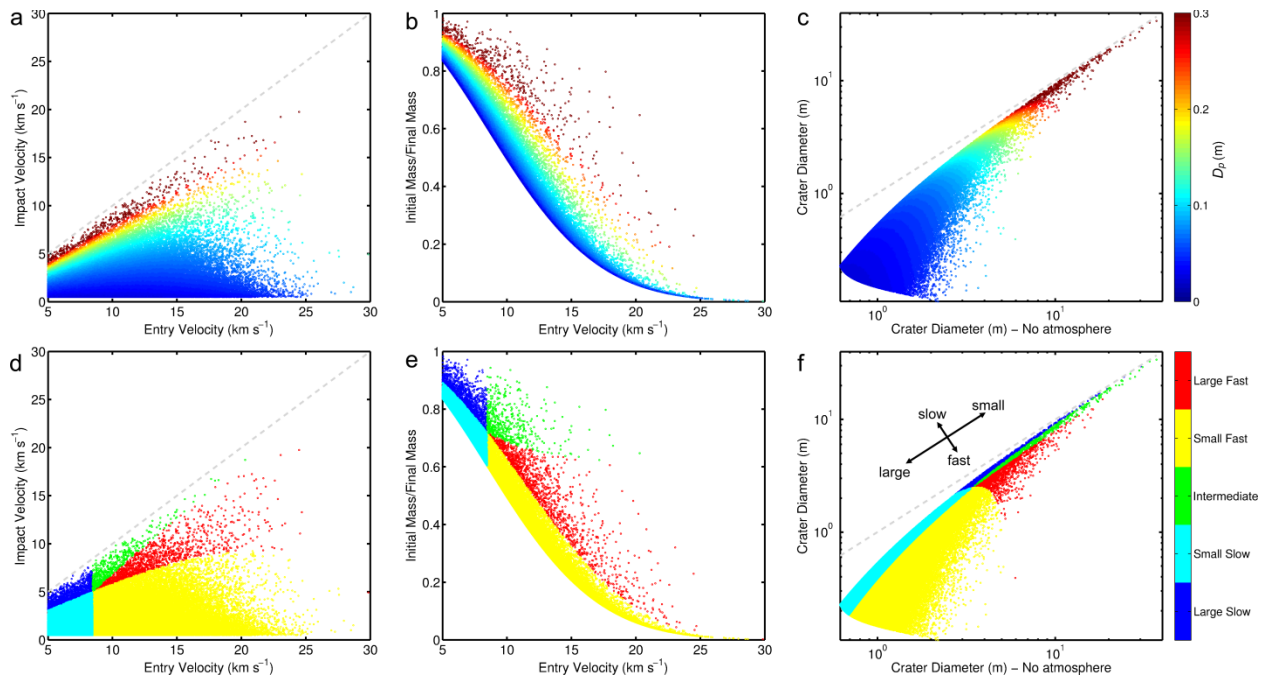 a
30
25
20
15
10
5
0
Impact Velocity (km s⁻¹)
5 10 15 20 25 30
Entry Velocity (km s⁻¹)
b
1
0.8
0.6
0.4
0.2
0
Initial Mass/Final Mass
5 10 15 20 25 30
Entry Velocity (km s⁻¹)
c
10¹
10⁰
Crater Diameter (m)
10⁰ 10¹
Crater Diameter (m) – No atmosphere
0.3
0.2
0.1
0
Dₚ (m)
d
30
25
20
15
10
5
0
Impact Velocity (km s⁻¹)
5 10 15 20 25 30
Entry Velocity (km s⁻¹)
e
1
0.8
0.6
0.4
0.2
0
Initial Mass/Final Mass
5 10 15 20 25 30
Entry Velocity (km s⁻¹)
f
slow
small
large
fast
10¹
10⁰
Crater Diameter (m)
10⁰ 10¹
Crater Diameter (m) – No atmosphere
Large Fast
Small Fast
Intermediate
Small Slow
Large Slow